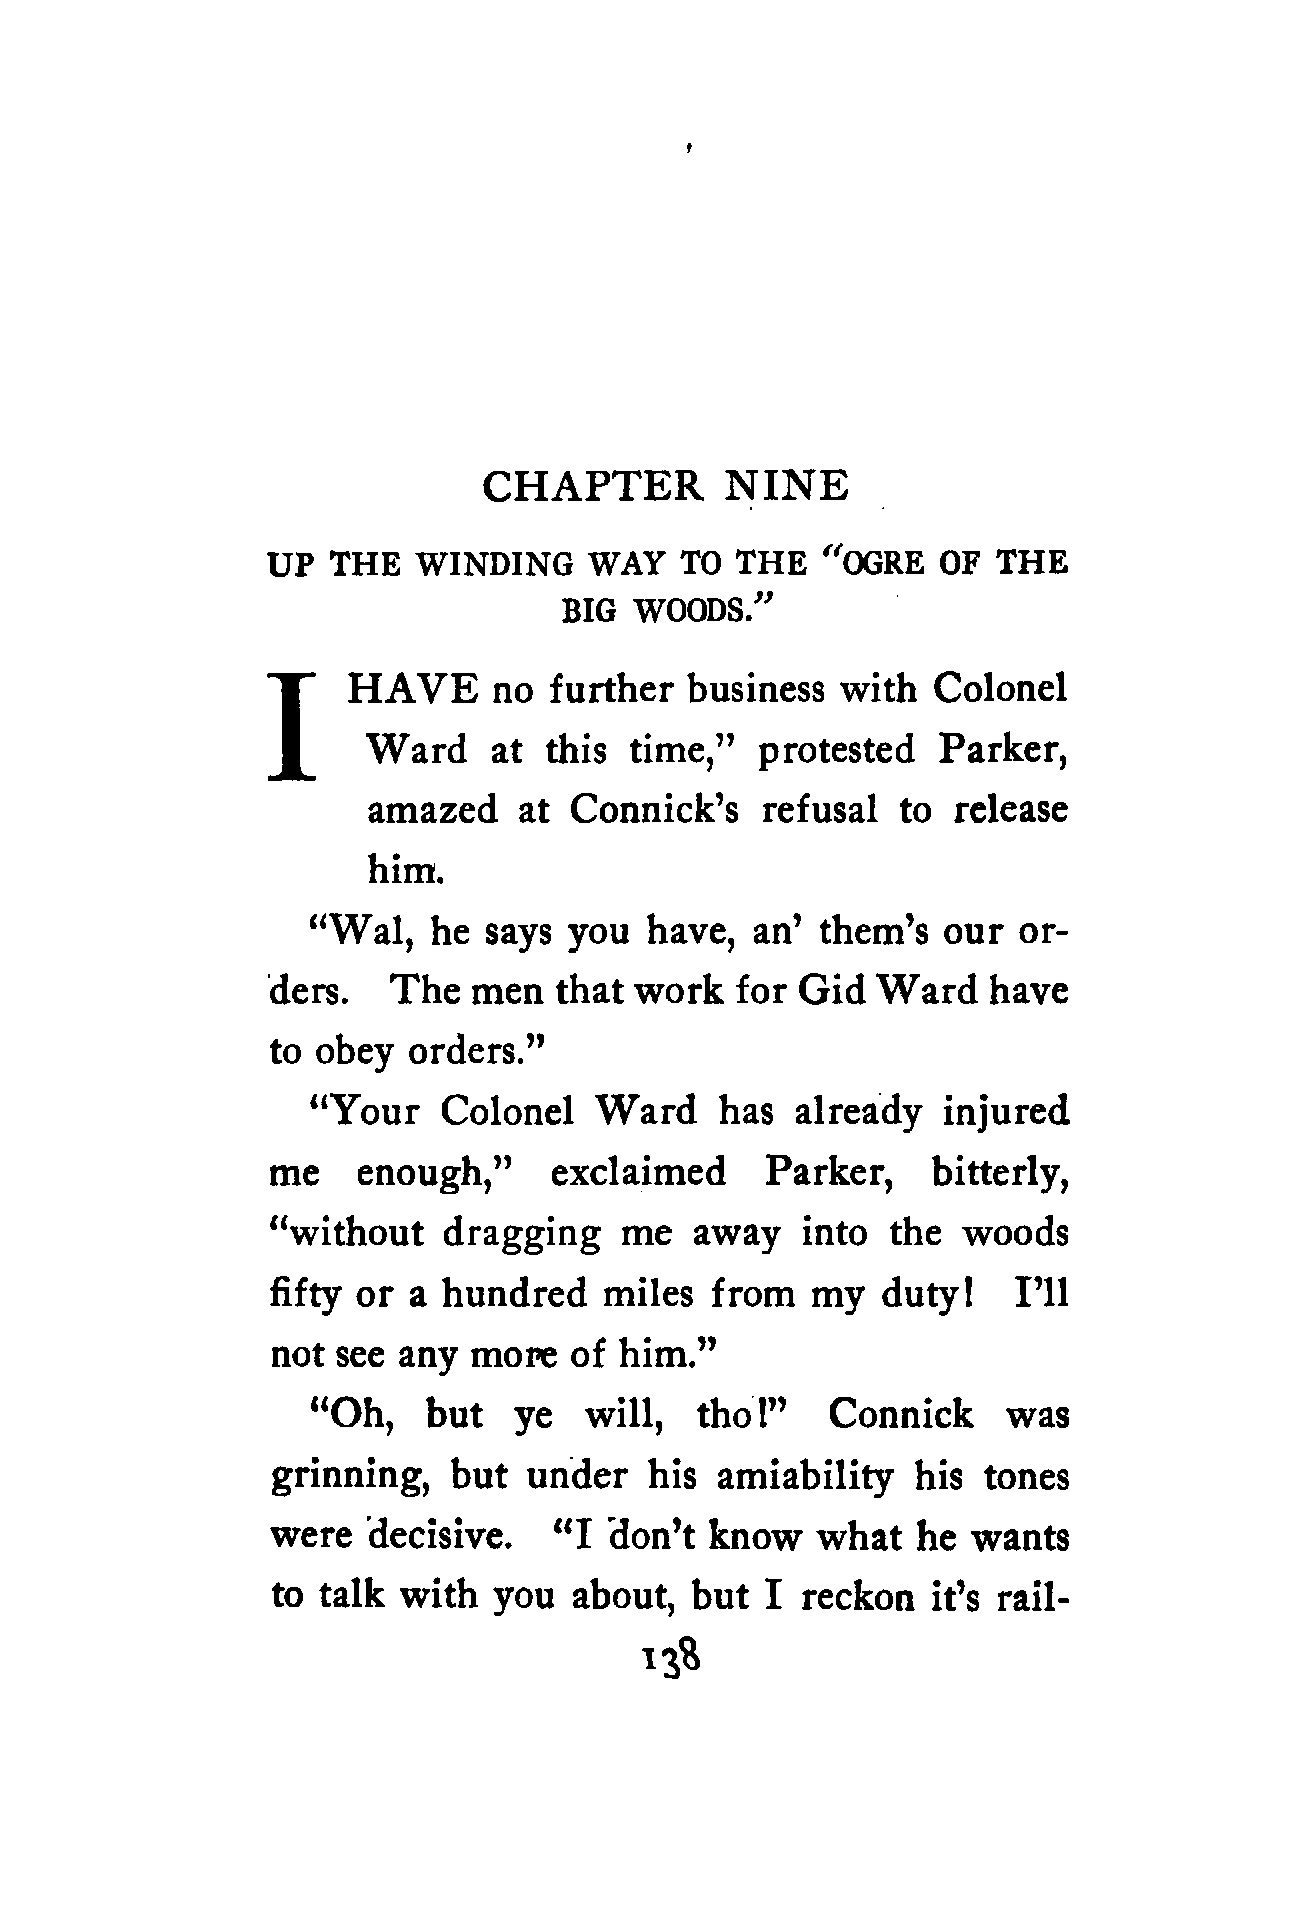 CHAPTER NINE
UP THE WINDING WAY TO THE "OGRE OF THE
BIG WOODS."
I HAVE no further business with Colonel
Ward at this time," protested Parker,
amazed at Connick's refusal to release
him.
"Wal, he says you have, an' them's our or-
ders. The men that work for Gid Ward have
to obey orders."
"Your Colonel Ward has already injured
me enough," exclaimed Parker, bitterly,
"without dragging me away into the woods
fifty or a hundred miles from my duty! I'll
not see any more of him."
"Oh, but ye will, tho!" Connick was
grinning, but under his amiability his tones
were decisive. "I don't know what he wants
to talk with you about, but I reckon it's rail-
138